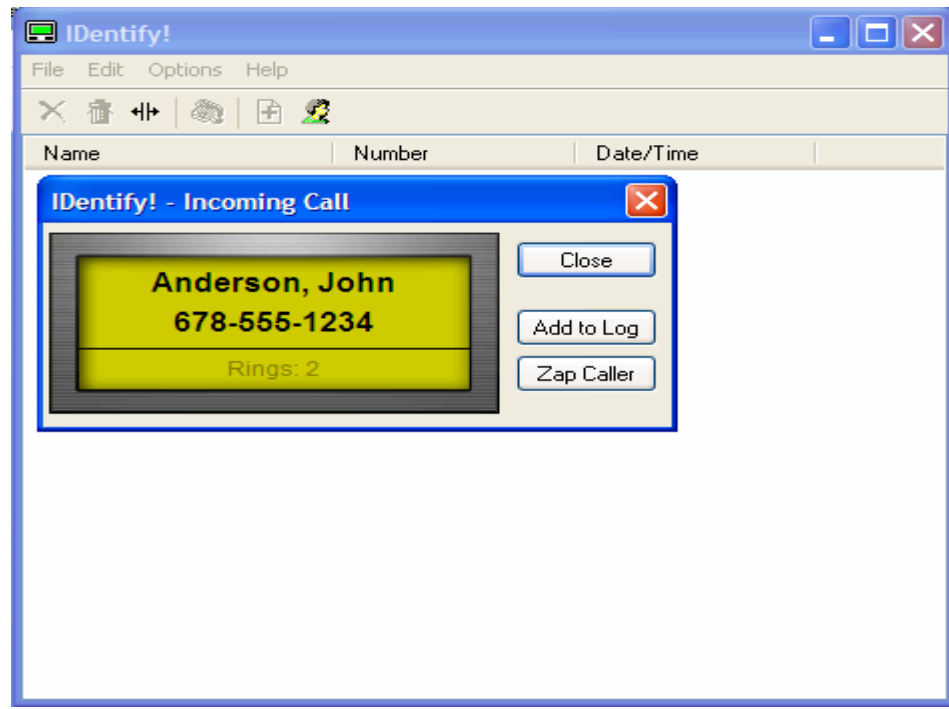 IDentify!
File Edit Options Help
Name Number Date/Time
IDentify! - Incoming Call
Anderson, John
678-555-1234
Rings: 2
Close
Add to Log
Zap Caller